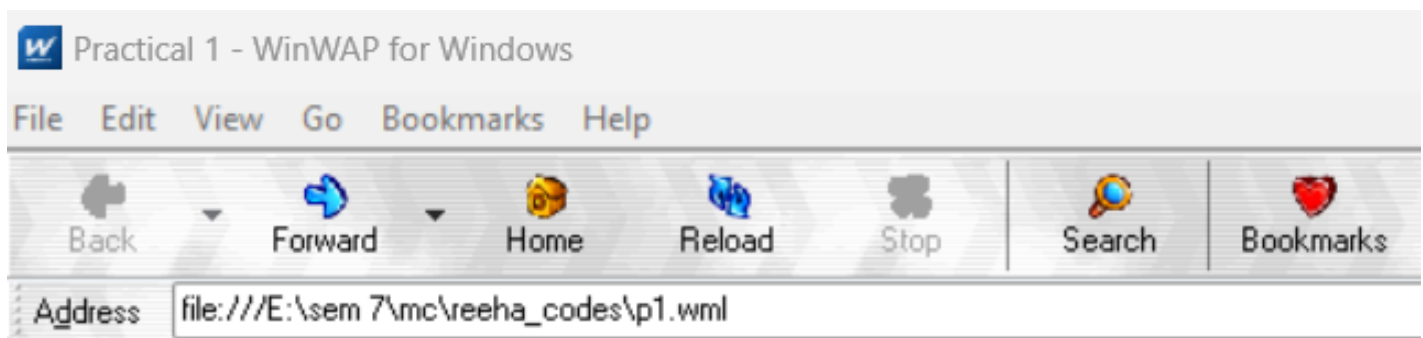 Practical 1 - WinWAP for Windows
File Edit View Go Bookmarks Help
Back Forward Home Reload Stop Search Bookmarks
Address file:///E:\sem 7\mc\reeha_codes\p1.wml